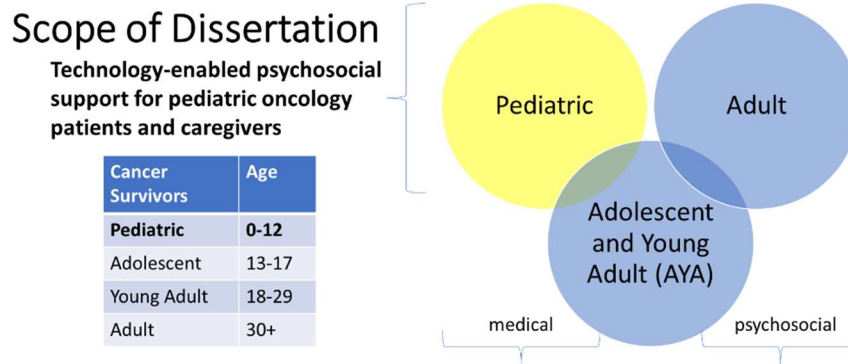 Scope of Dissertation
Technology-enabled psychosocial
support for pediatric oncology
patients and caregivers
Cancer Survivors Age
Pediatric 0-12
Adolescent 13-17
Young Adult 18-29
Adult 30+
Pediatric
Adult
Adolescent
and Young
Adult (AYA)
medical
psychosocial